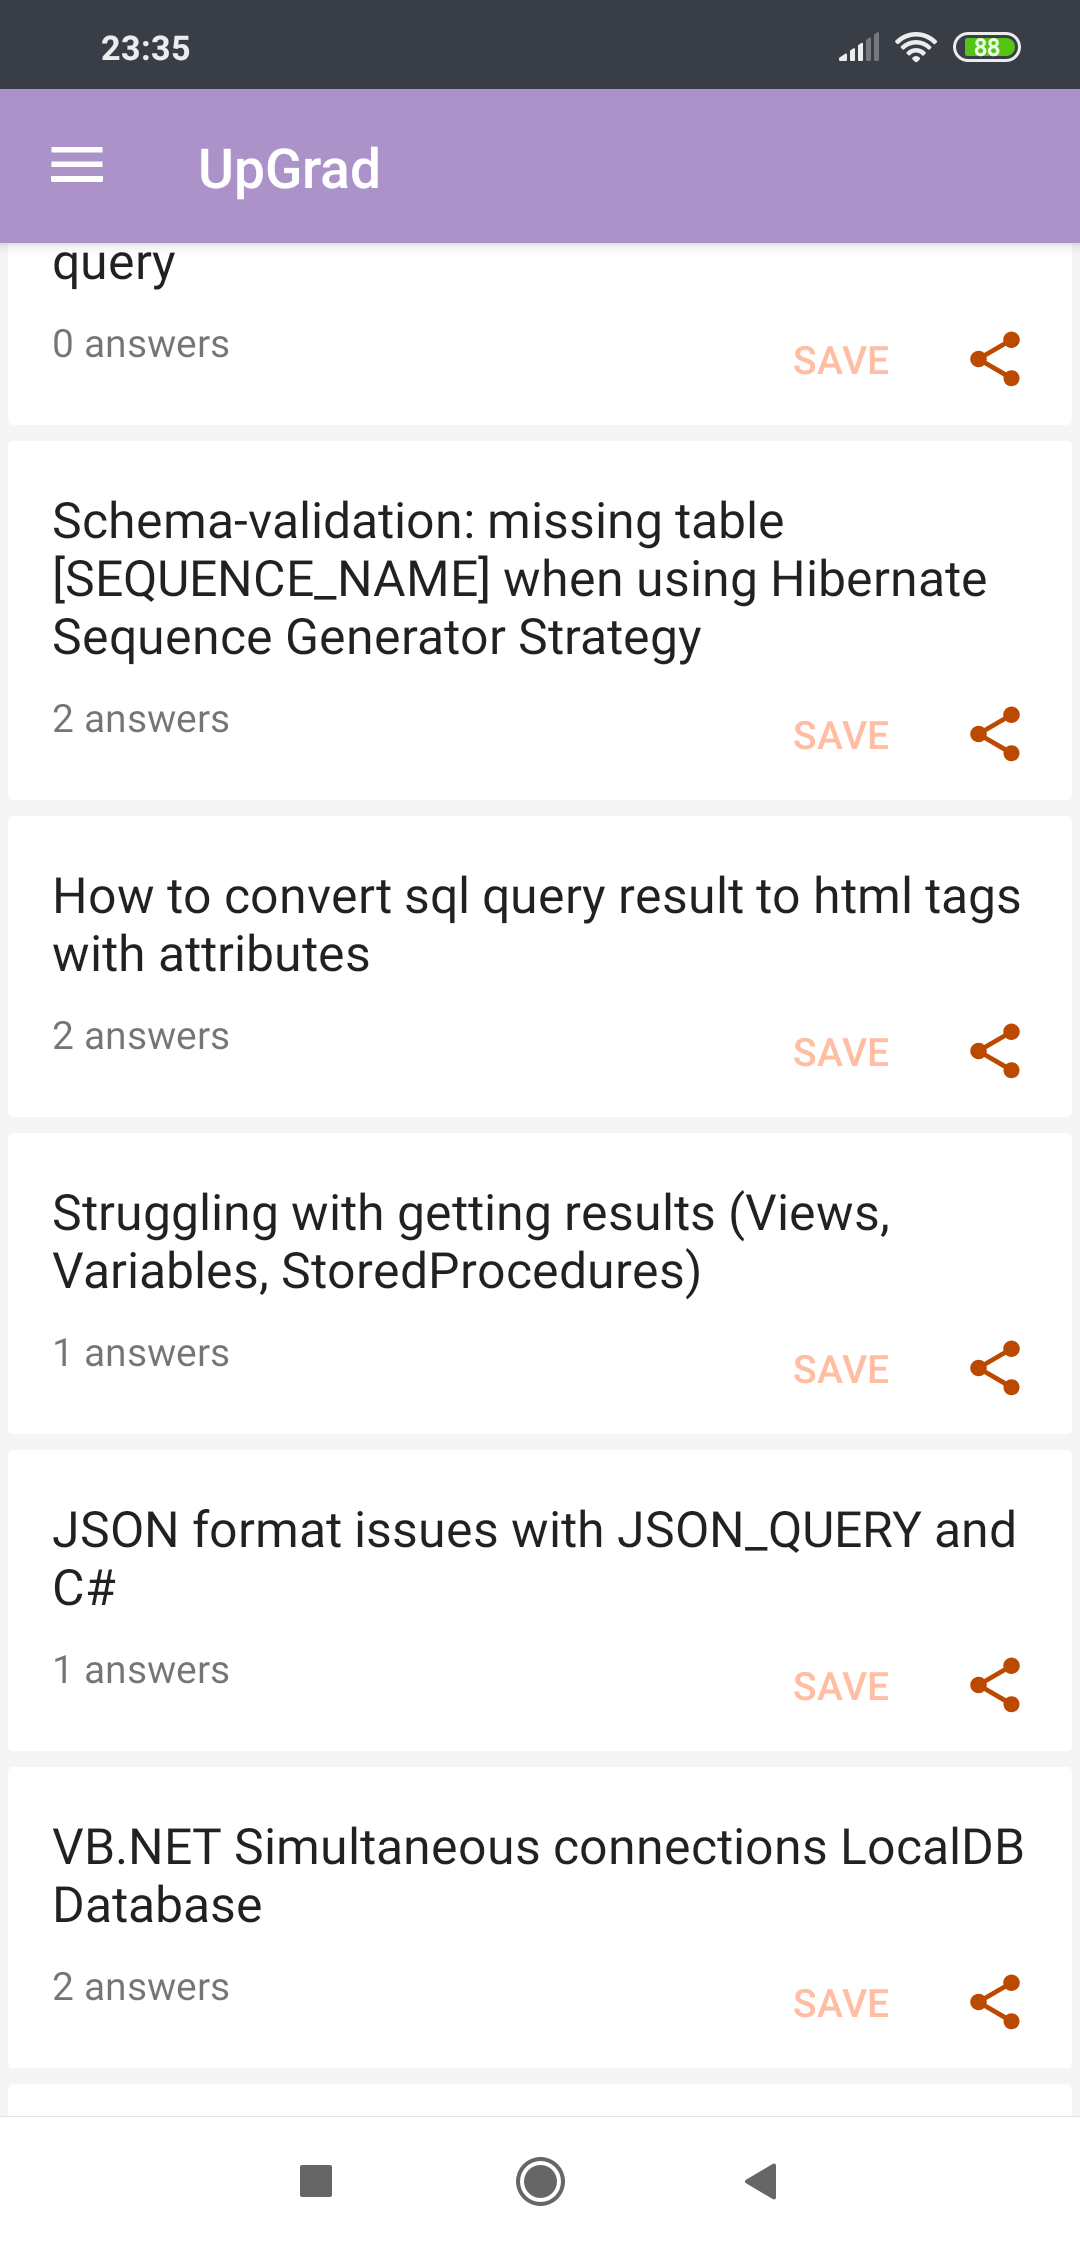 23:35
88
UpGrad
query
0 answers
SAVE
Schema-validation: missing table
[SEQUENCE_NAME] when using Hibernate
Sequence Generator Strategy
2 answers
SAVE
How to convert sql query result to html tags
with attributes
2 answers
SAVE
Struggling with getting results (Views,
Variables, StoredProcedures)
1 answers
SAVE
JSON format issues with JSON_QUERY and
C#
1 answers
SAVE
VB.NET Simultaneous connections LocalDB
Database
2 answers
SAVE